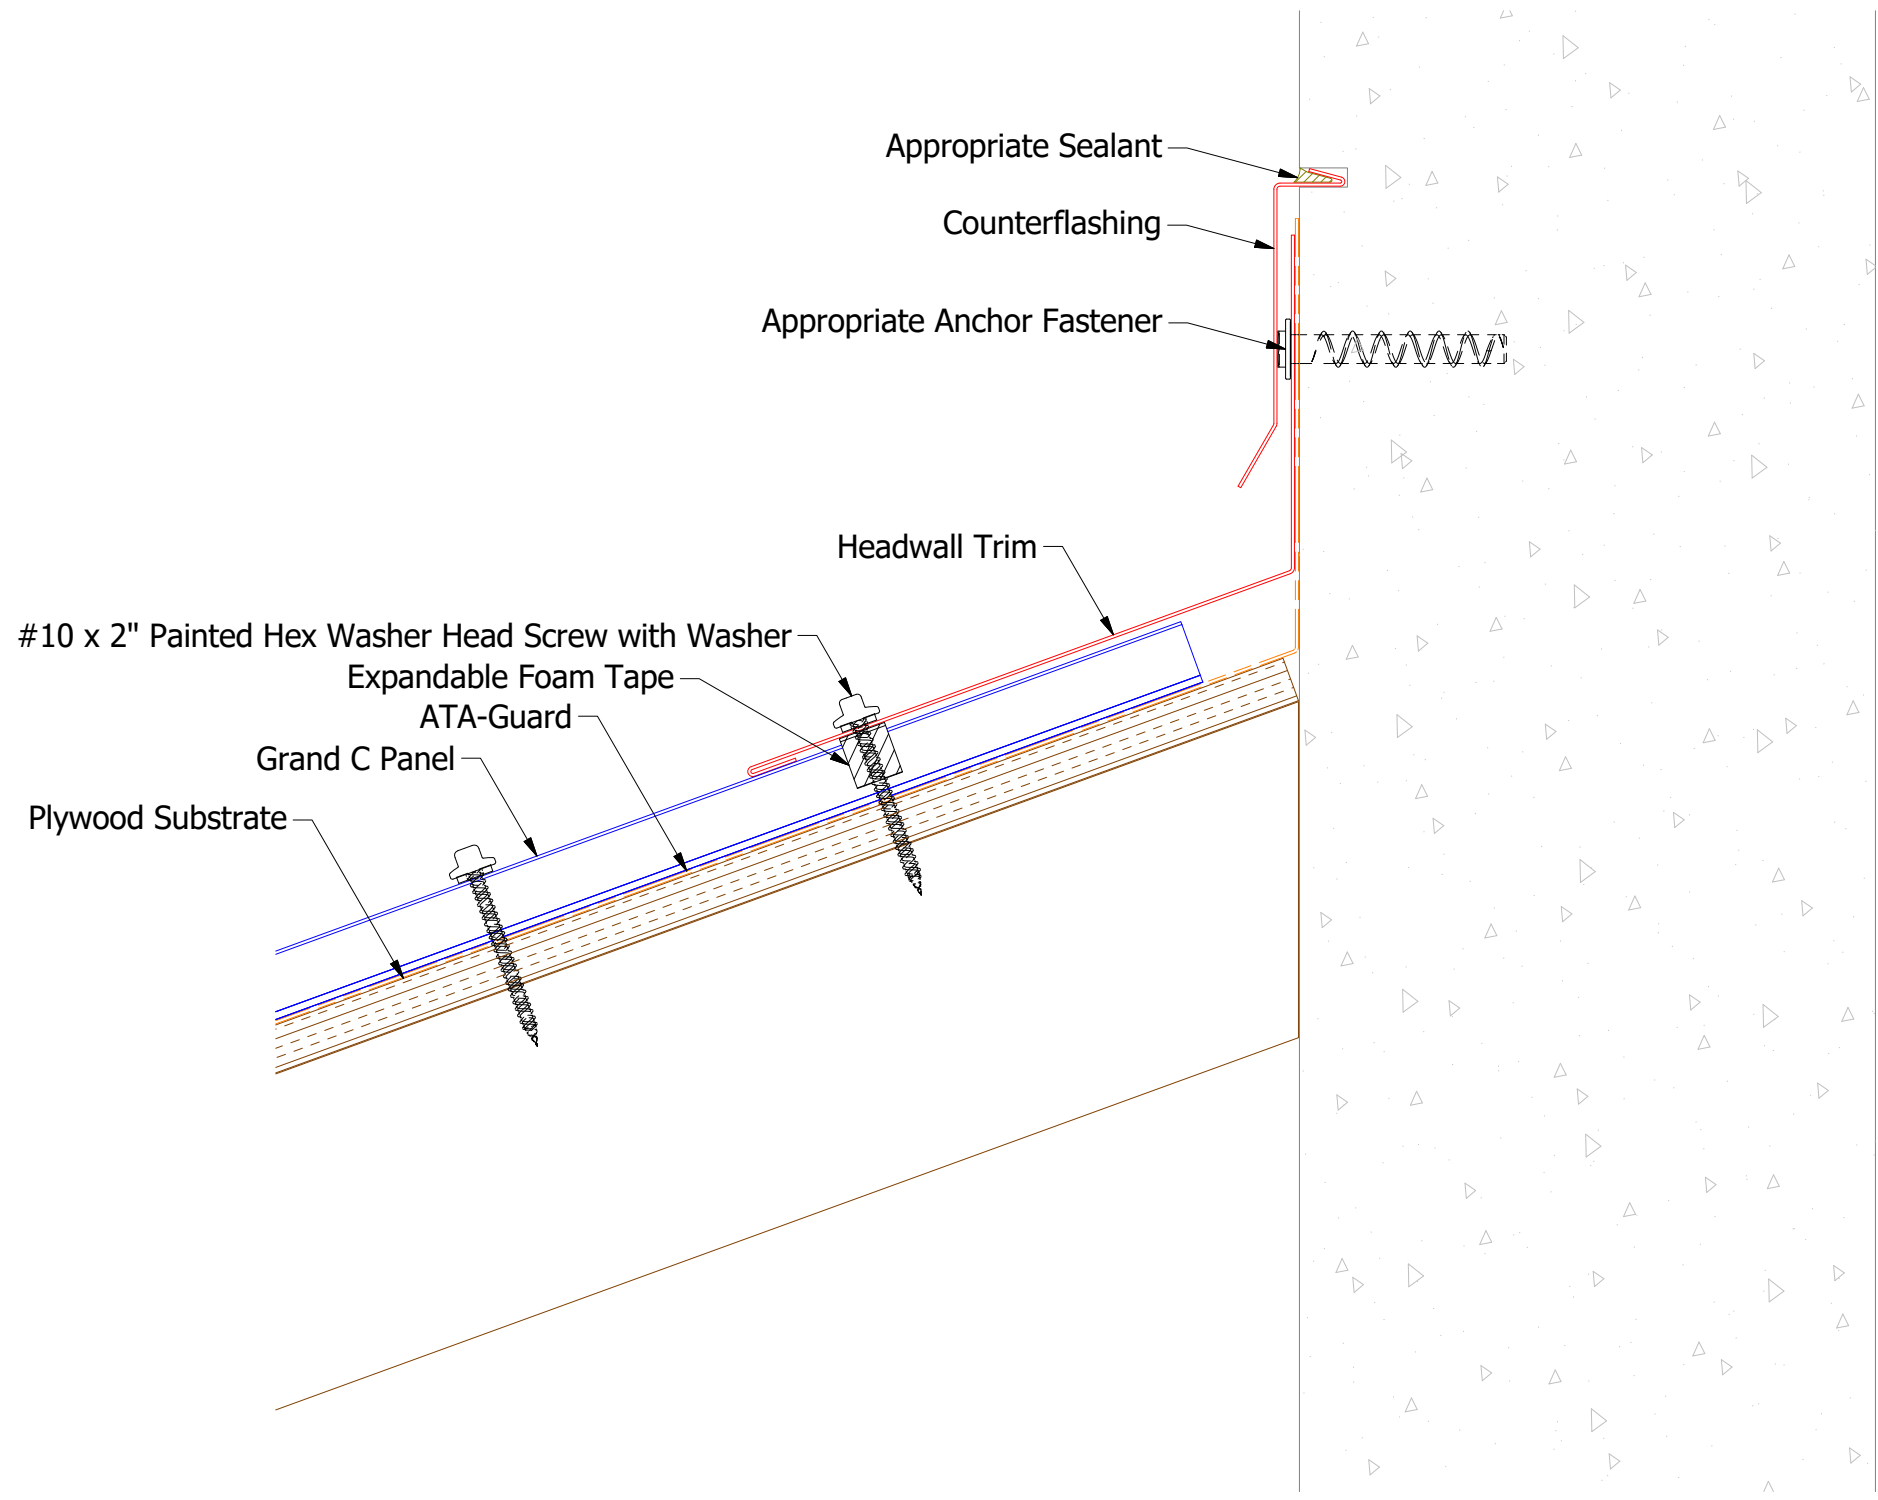 Appropriate Sealant
Counterflashing
Appropriate Anchor Fastener
Headwall Trim
#10 x 2" Painted Hex Washer Head Screw with Washer
Expandable Foam Tape
ATA-Guard
Grand C Panel
Plywood Substrate